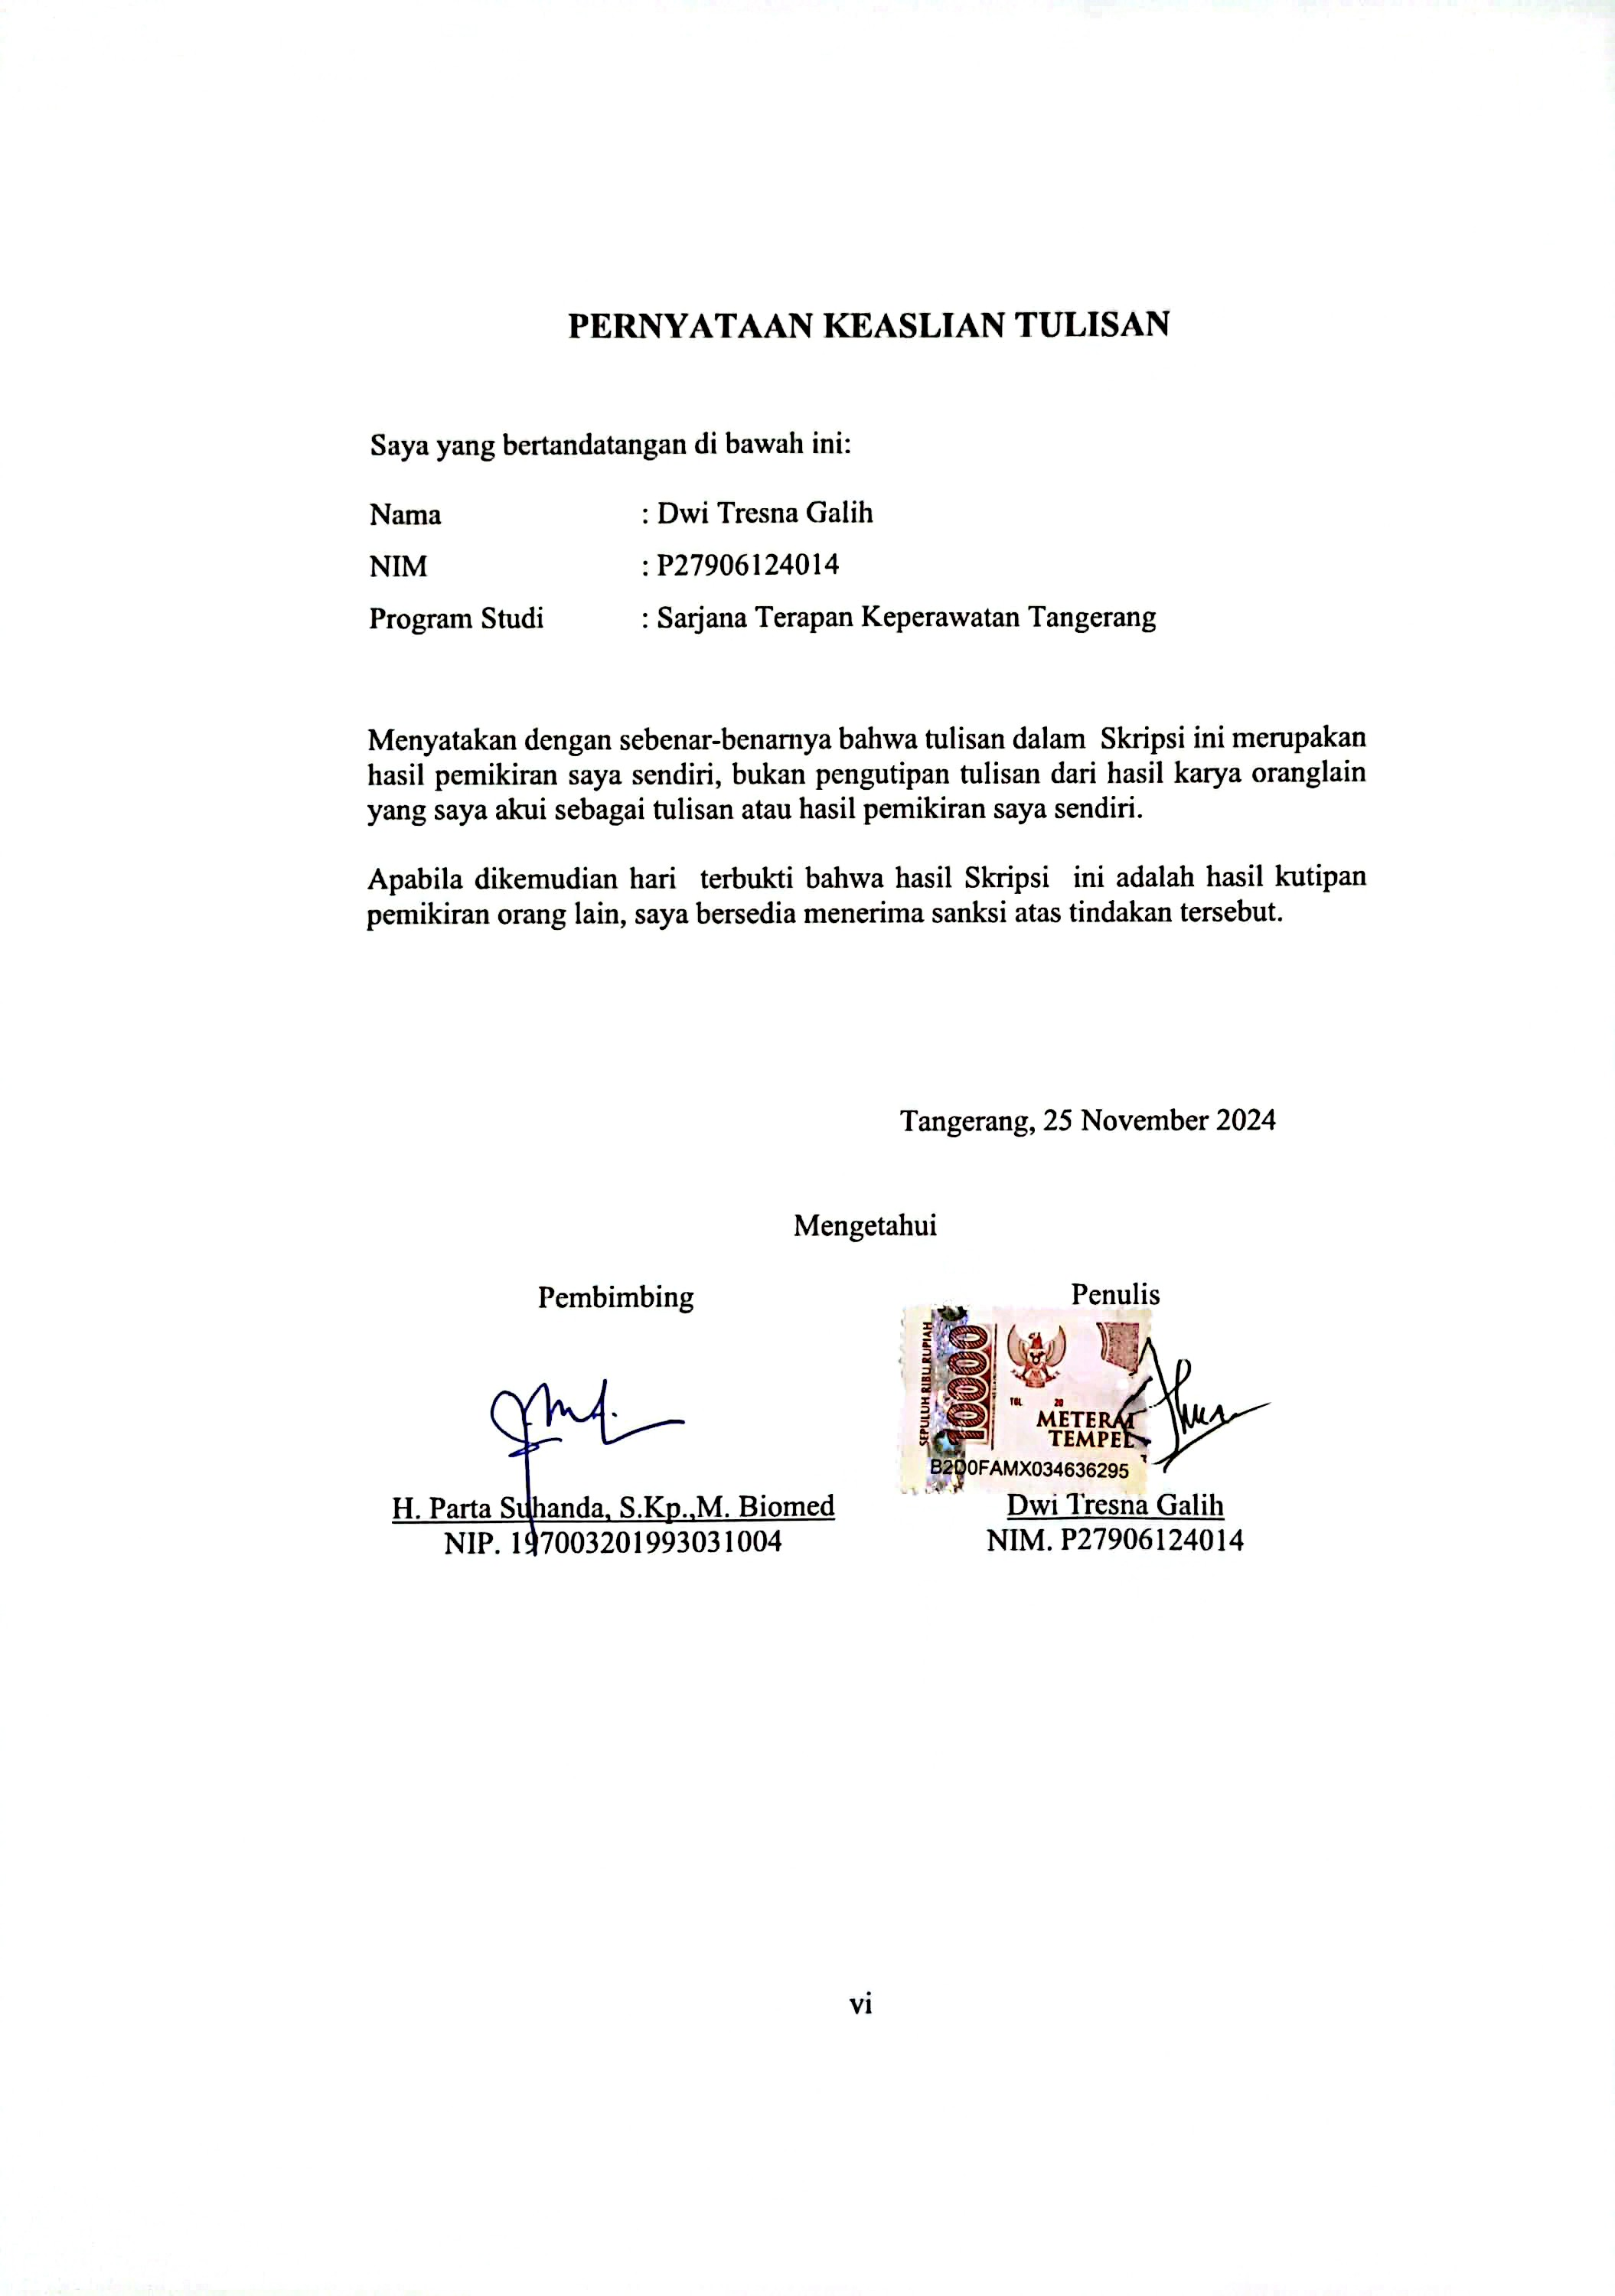 PERNYATAAN KEASLIAN TULISAN
Saya yang bertandatangan di bawah ini:
Nama : Dwi Tresna Galih
NIM : P27906124014
Program Studi : Sarjana Terapan Keperawatan Tangerang
Menyatakan dengan sebenar-benarnya bahwa tulisan dalam Skripsi ini merupakan
hasil pemikiran saya sendiri, bukan pengutipan tulisan dari hasil karya oranglain
yang saya akui sebagai tulisan atau hasil pemikiran saya sendiri.
Apabila dikemudian hari terbukti bahwa hasil Skripsi ini adalah hasil kutipan
pemikiran orang lain, saya bersedia menerima sanksi atas tindakan tersebut.
Tangerang, 25 November 2024
Mengetahui
Pembimbing
Penulis
SEPULUH RIBU RUPIAH
10000
TGL 20
METERAI
TEMPEL
B2D0FAMX034636295
H. Parta Suhanda, S.Kp.,M. Biomed
NIP. 197003201993031004
Dwi Tresna Galih
NIM. P27906124014
vi